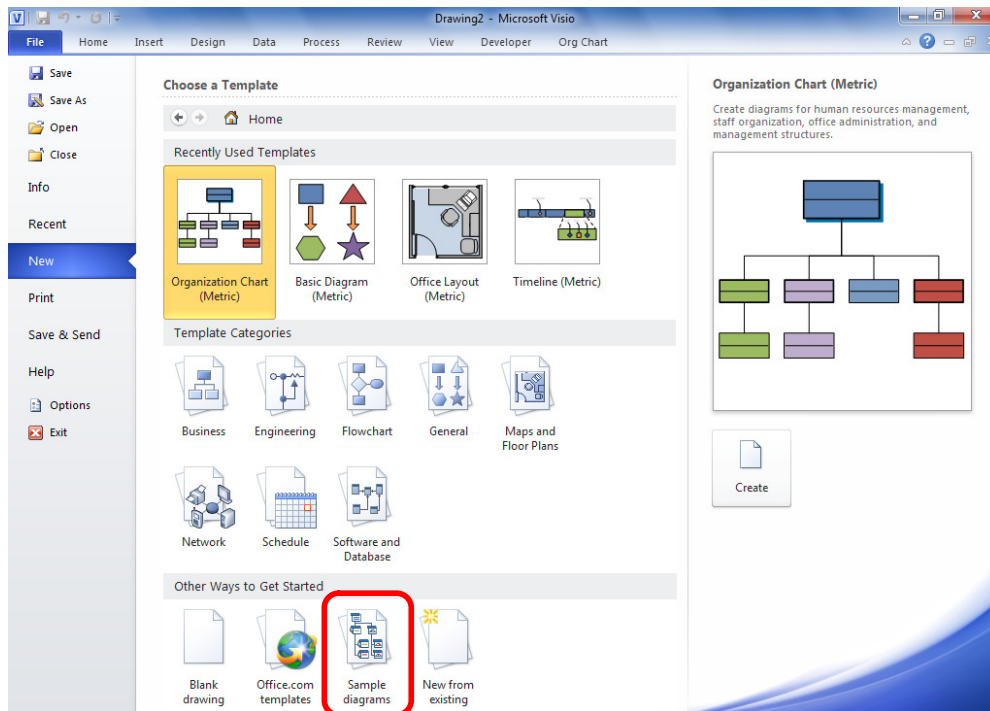 Drawing2 - Microsoft Visio
File Home Insert Design Data Process Review View Developer Org Chart
Save
Save As
Open
Close
Info
Recent
New
Print
Save & Send
Help
Options
Exit
Choose a Template
Home
Recently Used Templates
Organization Chart
(Metric)
Basic Diagram
(Metric)
Office Layout
(Metric)
Timeline (Metric)
Template Categories
Business
Engineering
Flowchart
General
Maps and
Floor Plans
Network
Schedule
Software and
Database
Other Ways to Get Started
Blank
drawing
Office.com
templates
Sample
diagrams
New from
existing
Organization Chart (Metric)
Create diagrams for human resources management,
staff organization, office administration, and
management structures.
Create